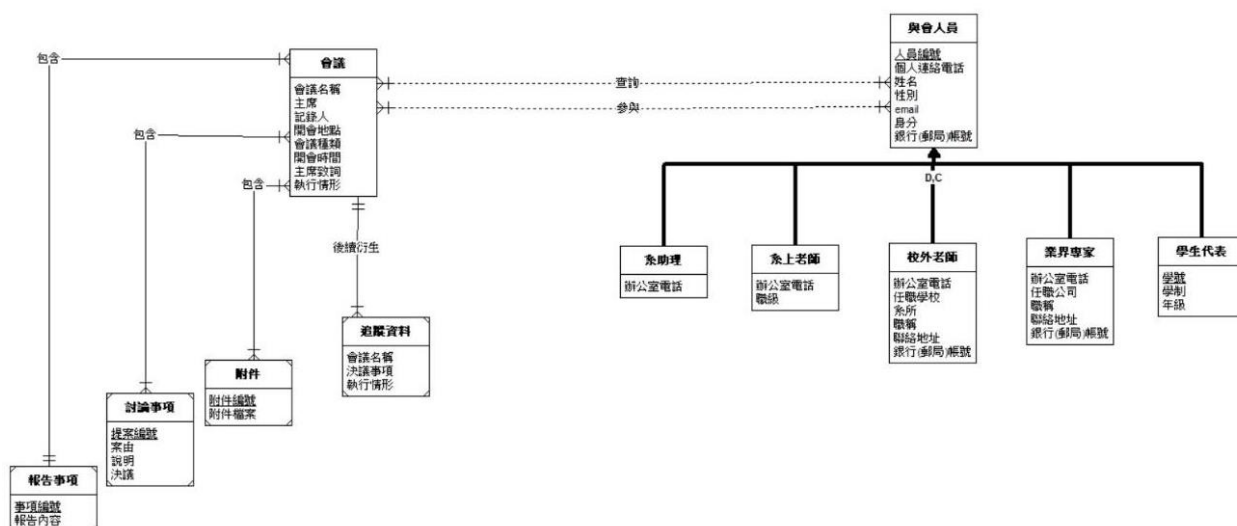 與會人員
人員編號
個人連絡電話
姓名
性別
email
身分
銀行(郵局)帳號
包含
會議
會議名稱
主席
記錄人
開會地點
會議種類
開會時間
主席致詞
執行情形
查詢
參與
包含
包含
D,C
後續衍生
系助理
辦公室電話
系上老師
辦公室電話
職級
校外老師
辦公室電話
任職學校
系所
職稱
聯絡地址
銀行(郵局)帳號
業界專家
辦公室電話
任職公司
職稱
聯絡地址
銀行(郵局)帳號
學生代表
學號
學制
年級
追蹤資料
會議名稱
決議事項
執行情形
附件
附件編號
附件檔案
討論事項
提案編號
案由
說明
決議
報告事項
事項編號
報告內容